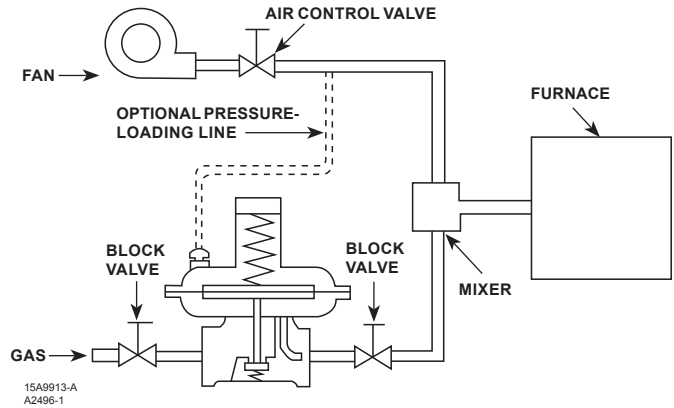 AIR CONTROL VALVE
FAN
OPTIONAL PRESSURE-
LOADING LINE
FURNACE
BLOCK
VALVE
BLOCK
VALVE
MIXER
GAS
15A9913-A
A2496-1